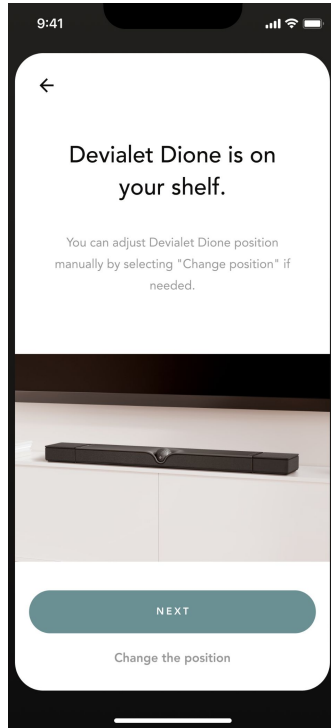 9:41
Devialet Dione is on
your shelf.
You can adjust Devialet Dione position
manually by selecting "Change position" if
needed.
NEXT
Change the position